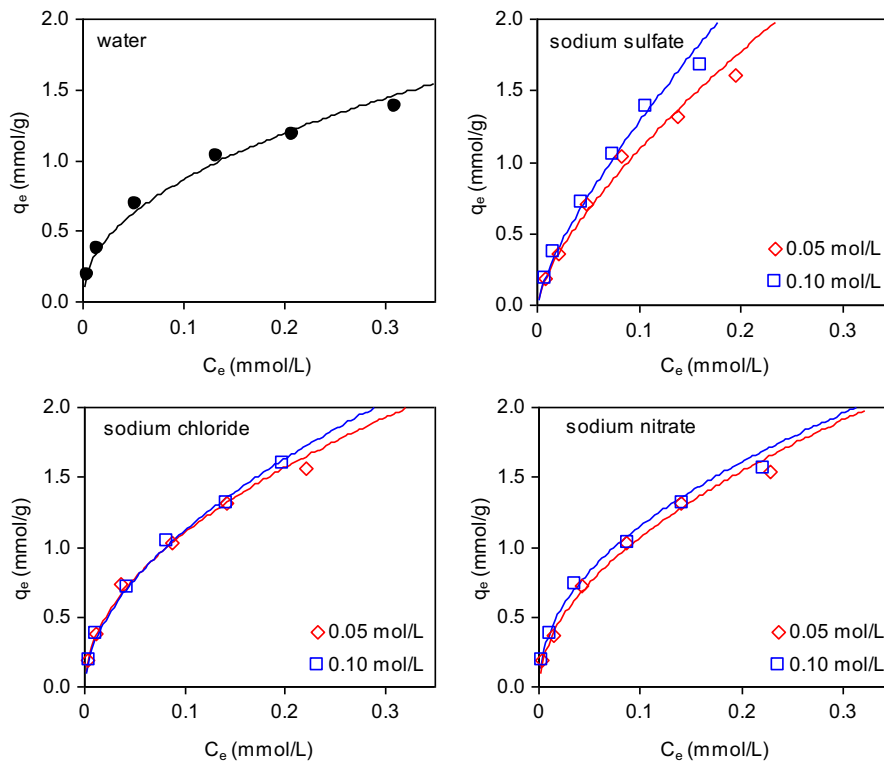 water
qₑ (mmol/g)
2.0
1.5
1.0
0.5
0.0
0 0.1 0.2 0.3
Cₑ (mmol/L)
sodium sulfate
qₑ (mmol/g)
2.0
1.5
1.0
0.5
0.0
0.05 mol/L
0.10 mol/L
0 0.1 0.2 0.3
Cₑ (mmol/L)
sodium chloride
qₑ (mmol/g)
2.0
1.5
1.0
0.5
0.0
0.05 mol/L
0.10 mol/L
0 0.1 0.2 0.3
Cₑ (mmol/L)
sodium nitrate
qₑ (mmol/g)
2.0
1.5
1.0
0.5
0.0
0.05 mol/L
0.10 mol/L
0 0.1 0.2 0.3
Cₑ (mmol/L)